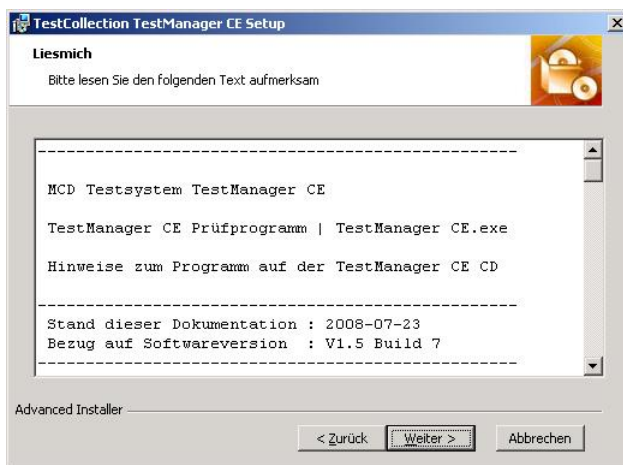 TestCollection TestManager CE Setup
Liesmich
Bitte lesen Sie den folgenden Text aufmerksam
--------------------------------------------------
MCD Testsystem TestManager CE
TestManager CE Prüfprogramm | TestManager CE.exe
Hinweise zum Programm auf der TestManager CE CD
--------------------------------------------------
Stand dieser Dokumentation : 2008-07-23
Bezug auf Softwareversion  : V1.5 Build 7
--------------------------------------------------
Advanced Installer
< Zurück
Weiter >
Abbrechen